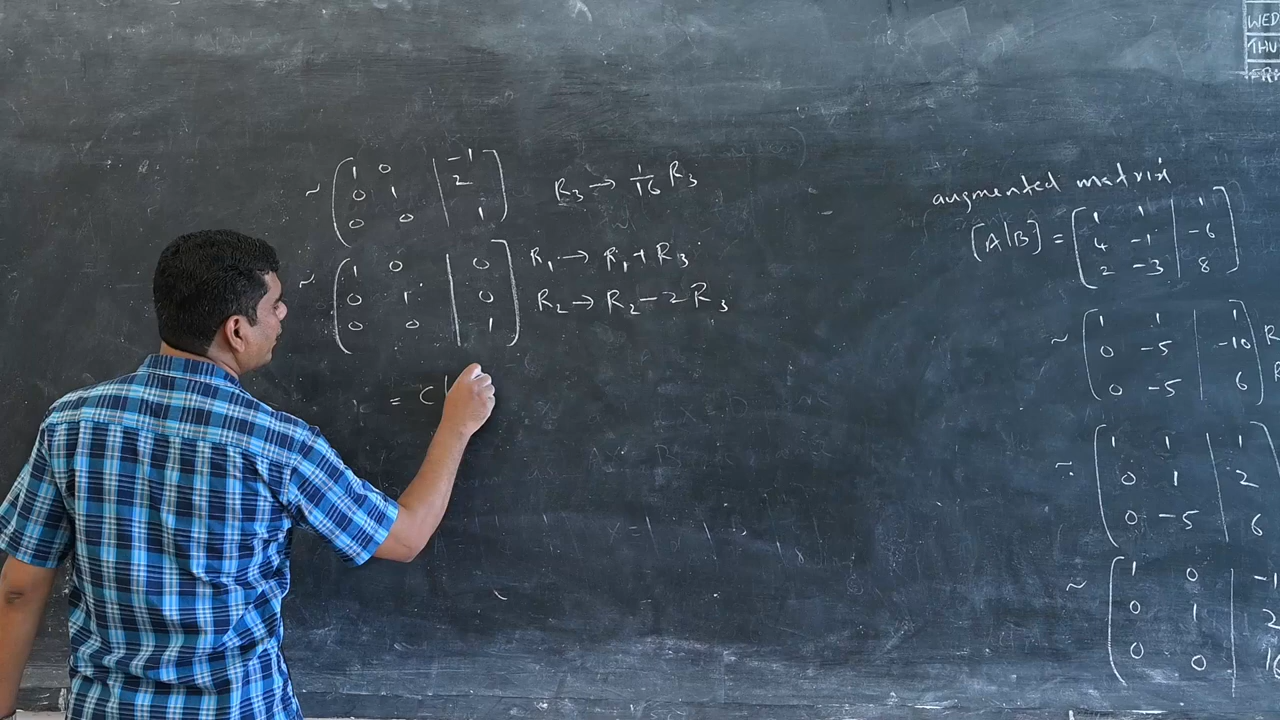 WED
THU
FRY
~ ( 1 0 | -1 )
( 0 1 | 2 )
( 0 0 | 1 )
R₃ → 1/16 R₃
~ ( 1 0 | 0 ] R₁ → R₁ + R₃
( 0 1 | 0 ] R₂ → R₂ - 2R₃
( 0 0 | 1 ]
= C
augmented matrix
[A|B] = [ 1 1 | 1 ]
[ 4 -1 | -6 ]
[ 2 -3 | 8 ]
~ ( 1 1 | 1 ) R
( 0 -5 | -10 ) R
( 0 -5 | 6 )
~ ( 1 1 | 1 )
( 0 1 | 2 )
( 0 -5 | 6 )
~ ( 1 0 | -1
( 0 1 | 2
( 0 0 | 16